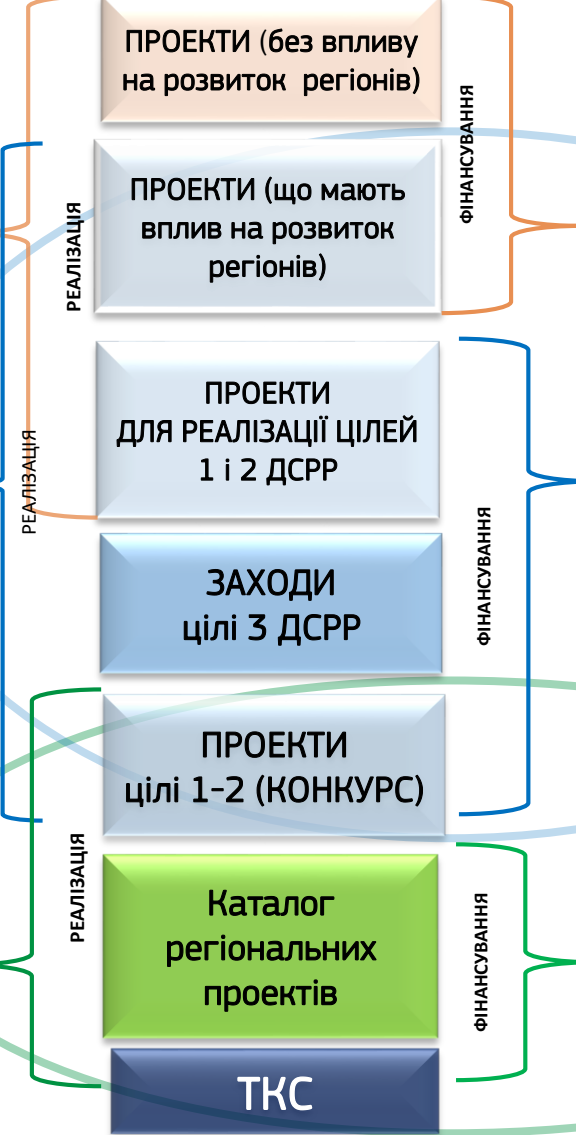 ПРОЕКТИ (без впливу
на розвиток регіонів)
ФІНАНСУВАННЯ
ПРОЕКТИ (що мають
вплив на розвиток
регіонів)
РЕАЛІЗАЦІЯ
ПРОЕКТИ
ДЛЯ РЕАЛІЗАЦІЇ ЦІЛЕЙ
1 і 2 ДСРР
РЕАЛІЗАЦІЯ
ЗАХОДИ
цілі 3 ДСРР
ФІНАНСУВАННЯ
ПРОЕКТИ
цілі 1-2 (КОНКУРС)
РЕАЛІЗАЦІЯ
Каталог
регіональних
проектів
ФІНАНСУВАННЯ
ТКС